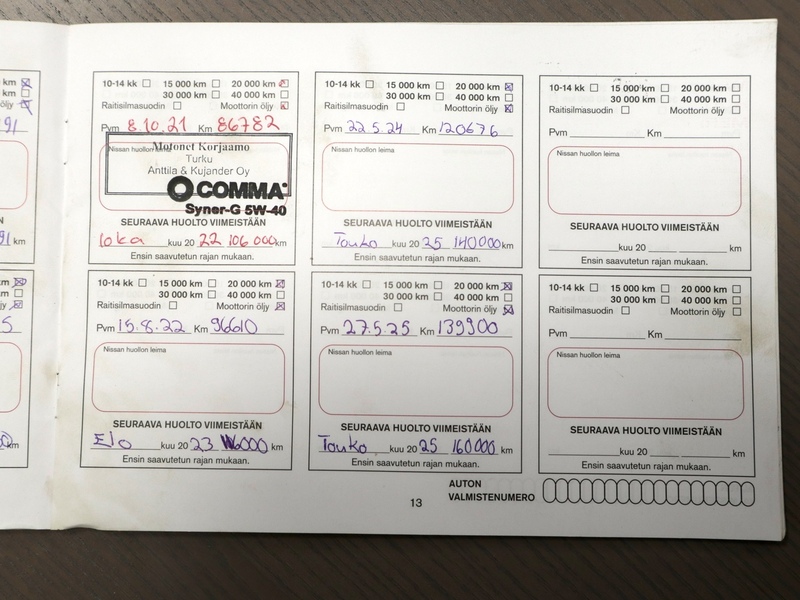 km ☒
km ☐
öljy ☒
91
N
91 km
km ☒
m ☐
öljy ☒
5
N
km
10-14 kk ☐ 15 000 km ☐ 20 000 km ☒
30 000 km ☐ 40 000 km ☐
Raitisilmasuodin ☐ Moottorin öljy ☒
Pvm 8.10.21 Km 86782
Nissan huollon leima
Motonet Korjaamo
Turku
Anttila & Kujander Oy
COMMA
Syner-G 5W-40
SEURAAVA HUOLTO VIIMEISTÄÄN
loka kuu 20 22 106 000 km
Ensin saavutetun rajan mukaan.
10-14 kk ☐ 15 000 km ☐ 20 000 km ☒
30 000 km ☐ 40 000 km ☐
Raitisilmasuodin ☐ Moottorin öljy ☒
Pvm 15.8.22 Km 96610
Nissan huollon leima
SEURAAVA HUOLTO VIIMEISTÄÄN
Elo kuu 20 23 000 km
Ensin saavutetun rajan mukaan.
10-14 kk ☐ 15 000 km ☐ 20 000 km ☒
30 000 km ☐ 40 000 km ☐
Raitisilmasuodin ☐ Moottorin öljy ☒
Pvm 22.5.24 Km 120676
Nissan huollon leima
SEURAAVA HUOLTO VIIMEISTÄÄN
Touko kuu 20 25 140000 km
Ensin saavutetun rajan mukaan.
10-14 kk ☐ 15 000 km ☐ 20 000 km ☒
30 000 km ☐ 40 000 km ☐
Raitisilmasuodin ☐ Moottorin öljy ☒
Pvm 27.5.25 Km 139900
Nissan huollon leima
SEURAAVA HUOLTO VIIMEISTÄÄN
Touko kuu 20 25 160000 km
Ensin saavutetun rajan mukaan.
10-14 kk ☐ 15 000 km ☐ 20 000 km ☐
30 000 km ☐ 40 000 km ☐
Raitisilmasuodin ☐ Moottorin öljy ☐
Pvm Km
Nissan huollon leima
SEURAAVA HUOLTO VIIMEISTÄÄN
kuu 20 km
Ensin saavutetun rajan mukaan.
10-14 kk ☐ 15 000 km ☐ 20 000 km ☐
30 000 km ☐ 40 000 km ☐
Raitisilmasuodin ☐ Moottorin öljy ☐
Pvm Km
Nissan huollon leima
SEURAAVA HUOLTO VIIMEISTÄÄN
kuu 20 km
Ensin saavutetun rajan mukaan.
13
AUTON
VALMISTENUMERO